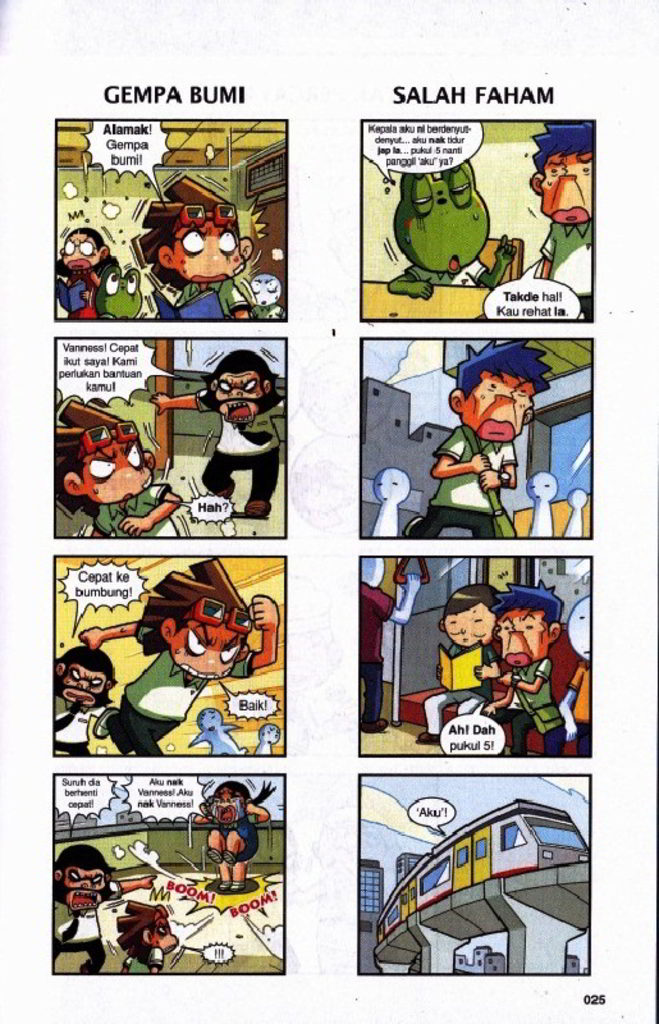 GEMPA BUMI
Alamak!
Gempa
bumi!
Vanness! Cepat
ikut saya! Kami
perlukan bantuan
kamu!
Hah?
Cepat ke
bumbung!
Baik!
Suruh dia
berhenti
cepat!
Aku nak
Vanness! Aku
nak Vanness!
BOOM!
BOOM!
!!!
SALAH FAHAM
Kepala aku ni berdenyut-
denyut... aku nak tidur
jap la... pukul 5 nanti
panggil 'aku' ya?
Takde hal!
Kau rehat la.
Ah! Dah
pukul 5!
'Aku'!
025